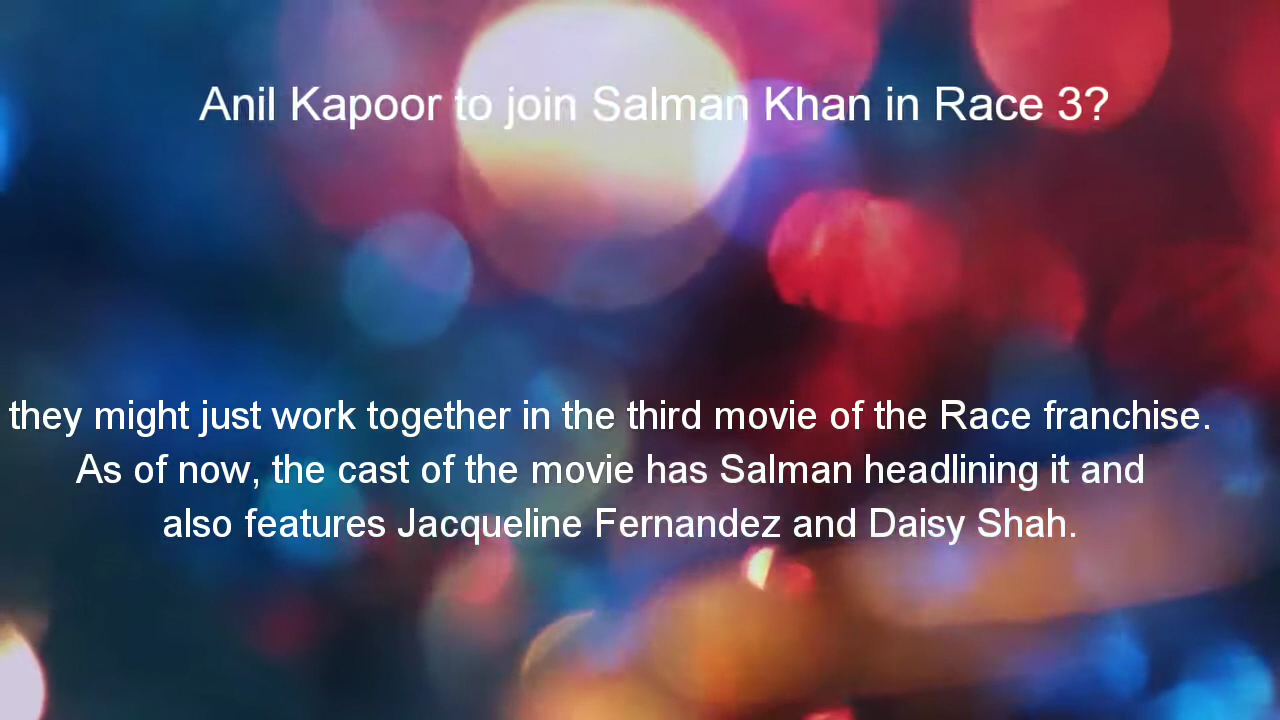 Anil Kapoor to join Salman Khan in Race 3?
they might just work together in the third movie of the Race franchise.
As of now, the cast of the movie has Salman headlining it and
also features Jacqueline Fernandez and Daisy Shah.